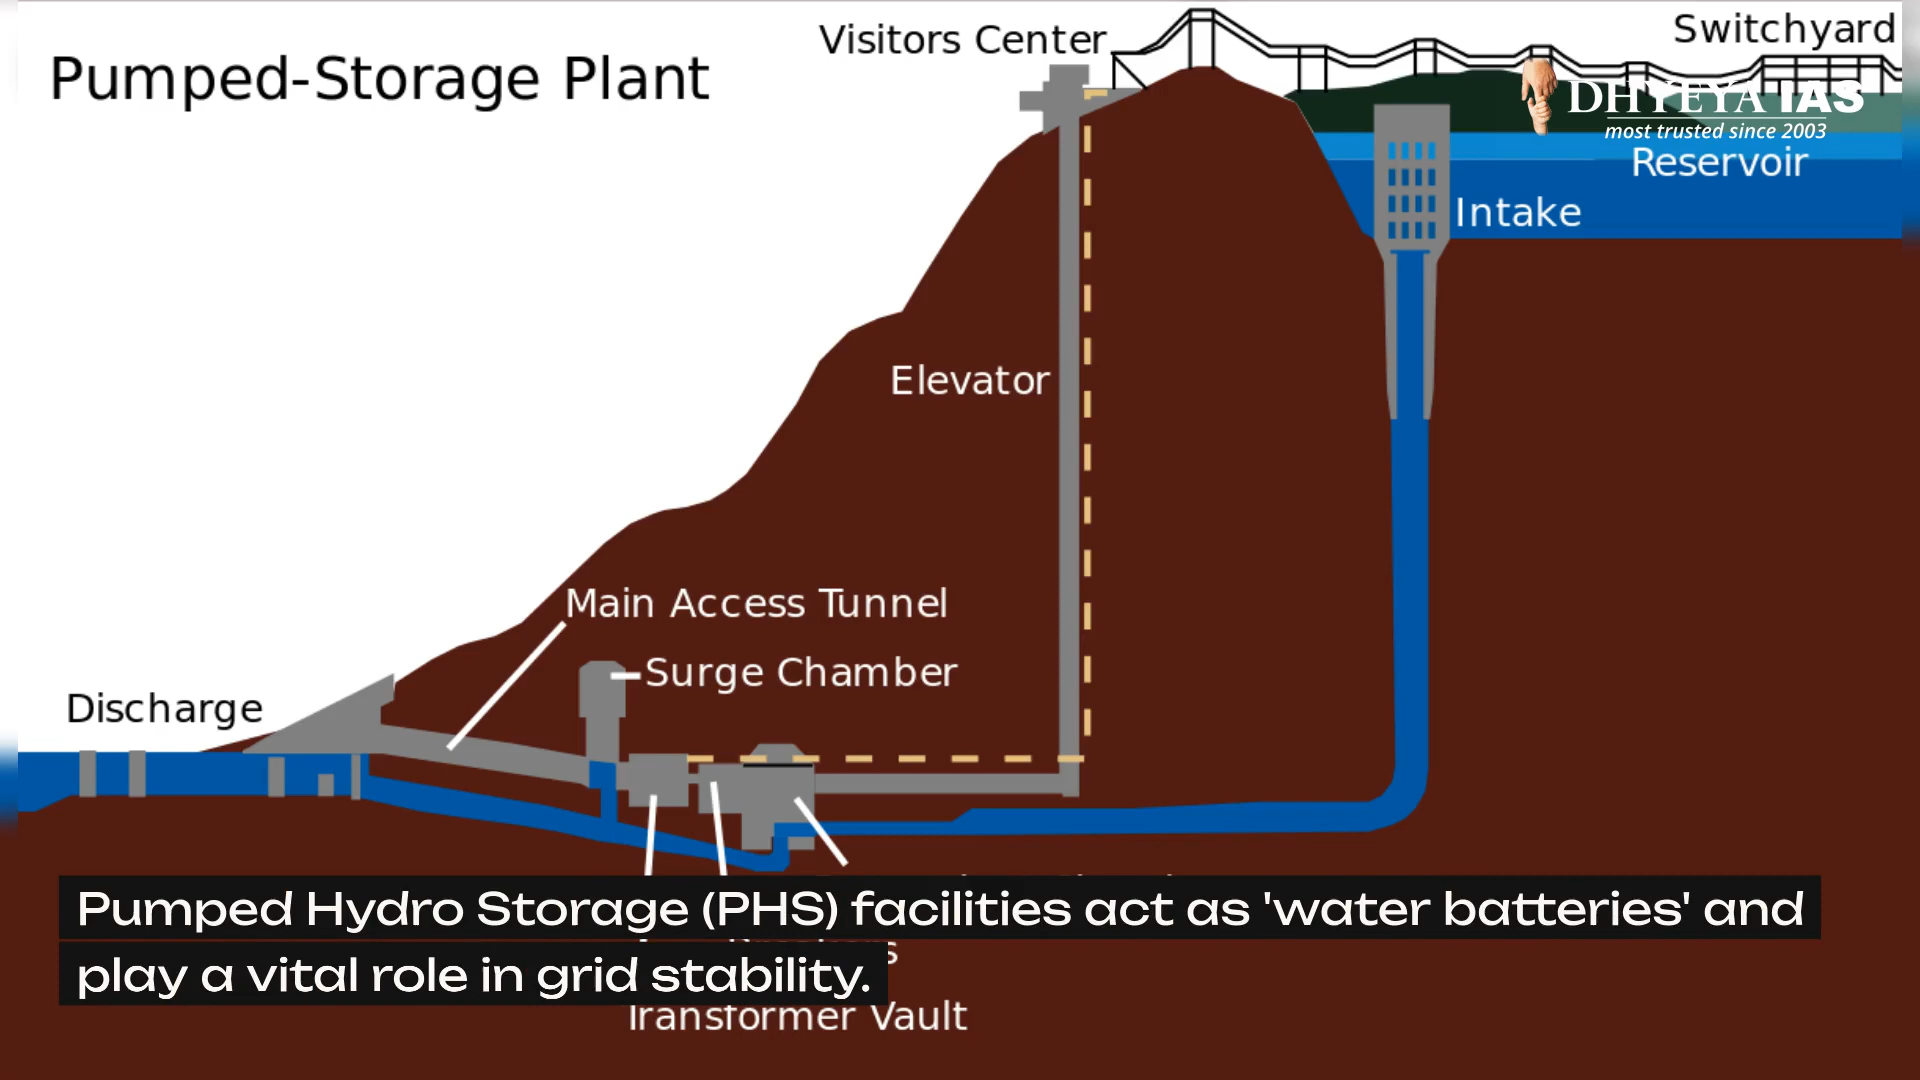 Pumped-Storage Plant
Visitors Center
Switchyard
DHYEYA IAS
most trusted since 2003
Reservoir
Intake
Elevator
Main Access Tunnel
Surge Chamber
Discharge
Pumped Hydro Storage (PHS) facilities act as 'water batteries' and
play a vital role in grid stability.
Transformer Vault